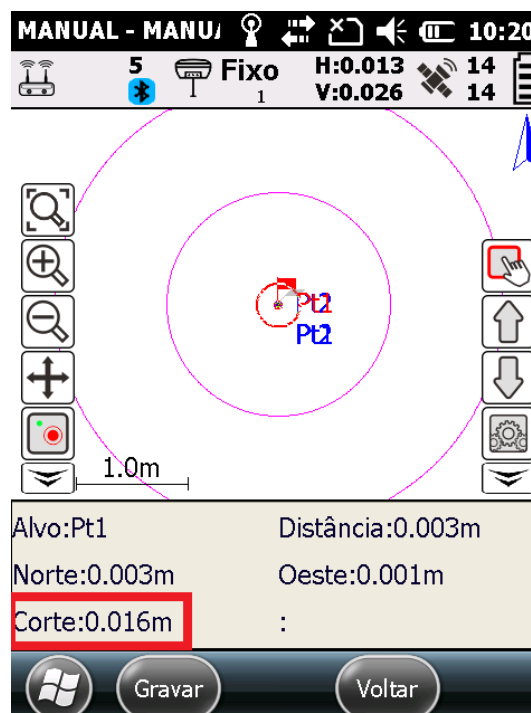 MANUAL - MANU 10:20
5 Fixo H:0.013 14
1 V:0.026 14
Pt2
Pt2
1.0m
Alvo:Pt1 Distância:0.003m
Norte:0.003m Oeste:0.001m
Corte:0.016m :
Gravar Voltar